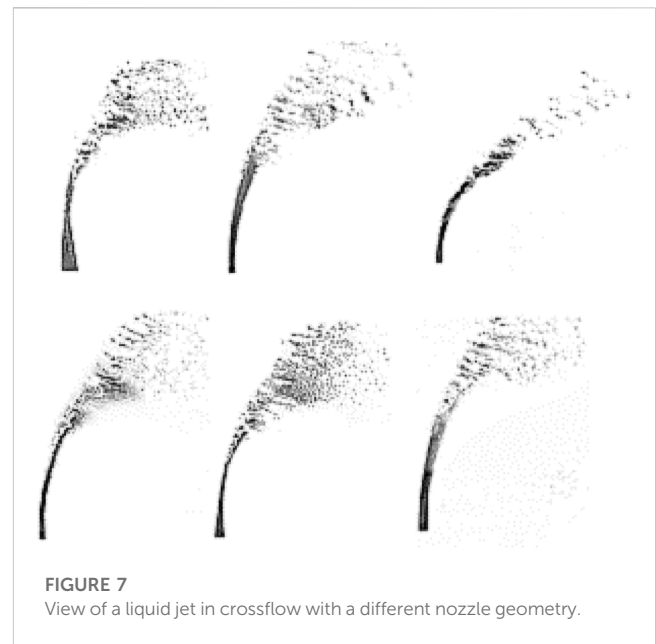 FIGURE 7
View of a liquid jet in crossflow with a different nozzle geometry.